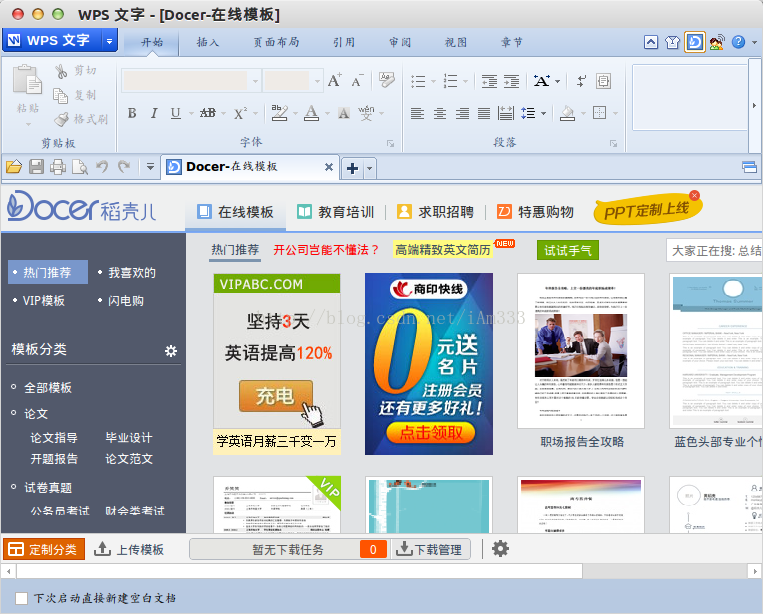 WPS 文字 - [Docer-在线模板]
WPS 文字
开始 插入 页面布局 引用 审阅 视图 章节
粘贴 剪切
复制
格式刷
B I U AB X² A A wén 文
剪贴板 字体 段落
Docer-在线模板
Docer稻壳儿 在线模板 教育培训 求职招聘 特惠购物 PPT定制上线
热门推荐 开公司岂能不懂法？ 高端精致英文简历 NEW 试试手气 大家正在搜: 总结
热门推荐 我喜欢的
VIP模板 闪电购
模板分类
全部模板
论文
论文指导 毕业设计
开题报告 论文范文
试卷真题
公务员考试 财会类考试
VIPABC.COM
坚持3天
英语提高120%
充电
学英语月薪三千变一万
商印快线
0元送名片
注册会员
还有更多好礼!
点击领取
职场报告全攻略
蓝色头部专业个性
VIP
blog.csdn.net/iAm333
定制分类 上传模板 暂无下载任务 0 下载管理
下次启动直接新建空白文档